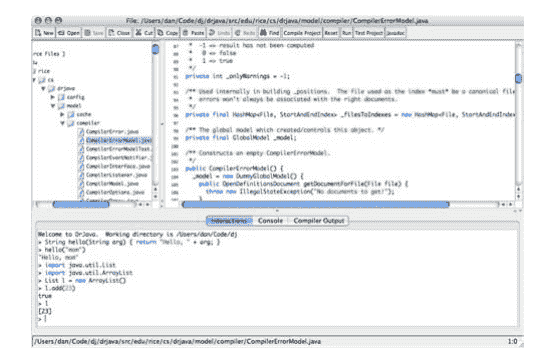 File: /Users/dan/Code/dj/drjava/src/edu/rice/cs/drjava/model/compiler/CompilerErrorModel.java
New Open Save Close Cut Copy Paste Undo Redo Find Compile Project Reset Run Test Project Javadoc
rce Files ]
rice
cs
drjava
config
model
cache
compiler
CompilerError.java
CompilerErrorModel.java
CompilerErrorModelTest.
CompilerEventNotifier.j
CompilerInterface.java
CompilerListener.java
CompilerModel.java
CompilerOptions.java
* -1 => result has not been computed
* 0 => false
* 1 => true
*/
private int _onlyWarnings = -1;
/** Used internally in building _positions. The file used as the index *must* be a canonical file
* errors won't always be associated with the right documents.
*/
private final HashMap<File, StartAndEndIndex> _filesToIndexes = new HashMap<File, StartAndEndIndex
/** The global model which created/controls this object. */
private final GlobalModel _model;
/** Constructs an empty CompilerErrorModel.
*/
public CompilerErrorModel() {
_model = new DummyGlobalModel() {
public OpenDefinitionsDocument getDocumentForFile(File file) {
throw new IllegalStateException("No documents to get!");
}
Interactions Console Compiler Output
Welcome to DrJava. Working directory is /Users/dan/Code/dj
> String hello(String arg) { return "Hello, " + arg; }
> hello("mom")
"Hello, mom"
> import java.util.List
> import java.util.ArrayList
> List l = new ArrayList()
> l.add(23)
true
> l
[23]
>
/Users/dan/Code/dj/drjava/src/edu/rice/cs/drjava/model/compiler/CompilerErrorModel.java 1:0